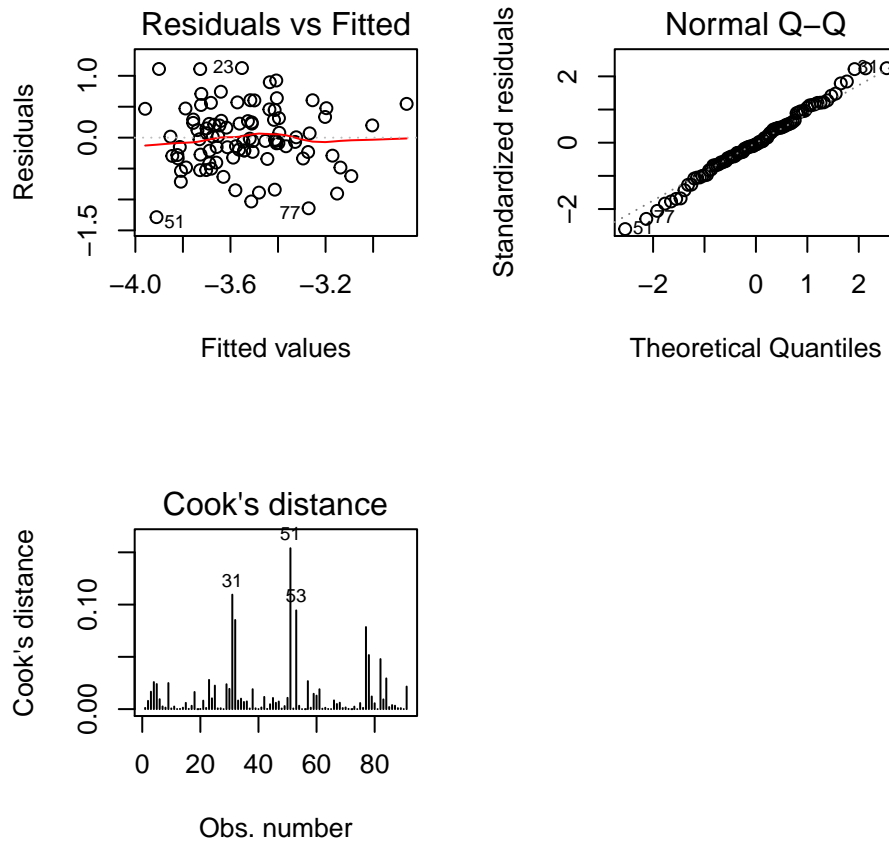 Residuals vs Fitted
Residuals
1.0
0.0
−1.5
23
51
77
−4.0 −3.6 −3.2
Fitted values
Normal Q−Q
Standardized residuals
2
0
−2
31
51
77
−2 0 1 2
Theoretical Quantiles
Cook's distance
Cook's distance
0.10
0.00
31
51
53
0 20 40 60 80
Obs. number